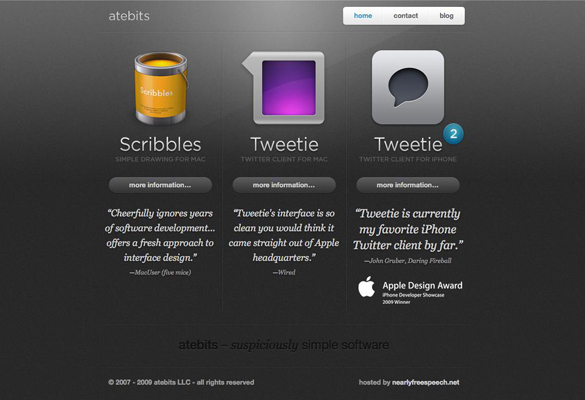 atebits
home contact blog
Scribbles
Scribbles
SIMPLE DRAWING FOR MAC
more information...
“Cheerfully ignores years
of software development...
offers a fresh approach to
interface design.”
—MacUser (five mice)
Tweetie
TWITTER CLIENT FOR MAC
more information...
“Tweetie's interface is so
clean you would think it
came straight out of Apple
headquarters.”
—Wired
2
Tweetie
TWITTER CLIENT FOR IPHONE
more information...
“Tweetie is currently
my favorite iPhone
Twitter client by far.”
—John Gruber, Daring Fireball
Apple Design Award
iPhone Developer Showcase
2009 Winner
atebits – suspiciously simple software
© 2007 - 2009 atebits LLC - all rights reserved
hosted by nearlyfreespeech.net